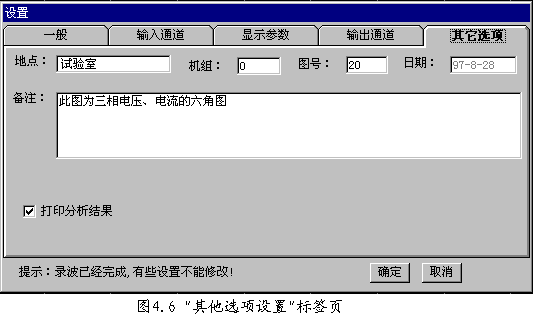 设置
一般 输入通道 显示参数 输出通道 其它选项
地点： 试验室 机组： 0 图号： 20 日期： 97-8-28
备注： 此图为三相电压、电流的六角图
打印分析结果
提示：录波已经完成,有些设置不能修改! 确定 取消
图4.6 "其他选项设置"标签页